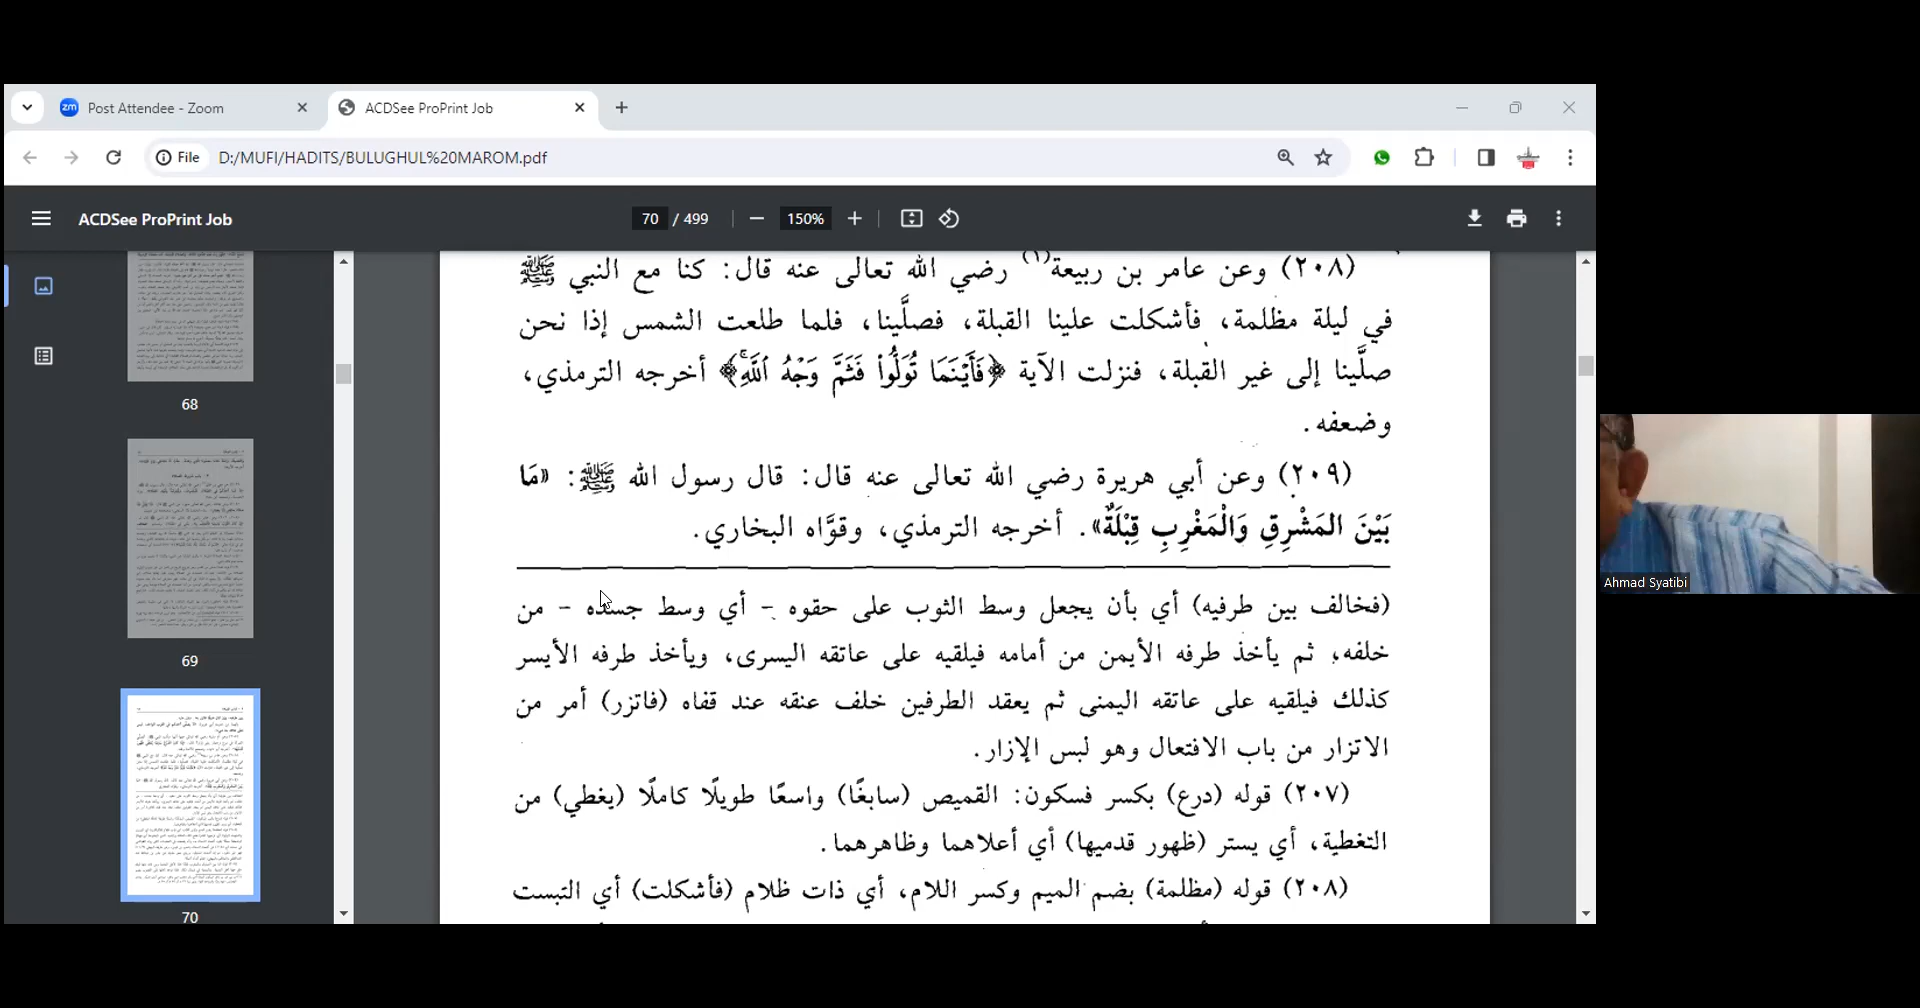 Post Attendee - Zoom
ACDSee ProPrint Job
File
D:/MUFI/HADITS/BULUGHUL%20MAROM.pdf
ACDSee ProPrint Job
70 / 499
150%
68
69
70
(٢٠٨) وعن عامر بن ربيعة(١) رضي الله تعالى عنه قال: كنا مع النبي ﷺ
في ليلة مظلمة، فأشكلت علينا القبلة، فصلَّينا، فلما طلعت الشمس إذا نحن
صلَّينا إلى غير القبلة، فنزلت الآية ﴿فَأَيْنَمَا تُوَلُّوا۟ فَثَمَّ وَجْهُ ٱللَّهِۚ﴾ أخرجه الترمذي،
وضعفه.
(٢٠٩) وعن أبي هريرة رضي الله تعالى عنه قال: قال رسول الله ﷺ: «مَا
بَيْنَ المَشْرِقِ وَالْمَغْرِبِ قِبْلَةٌ». أخرجه الترمذي، وقوَّاه البخاري.
(فخالف بين طرفيه) أي بأن يجعل وسط الثوب على حقوه - أي وسط جسده - من
خلفه، ثم يأخذ طرفه الأيمن من أمامه فيلقيه على عاتقه اليسرى، ويأخذ طرفه الأيسر
كذلك فيلقيه على عاتقه اليمنى ثم يعقد الطرفين خلف عنقه عند قفاه (فاتزر) أمر من
الاتزار من باب الافتعال وهو لبس الإزار.
(٢٠٧) قوله (درع) بكسر فسكون: القميص (سابغًا) واسعًا طويلًا كاملًا (يغطي) من
التغطية، أي يستر (ظهور قدميها) أي أعلاهما وظاهرهما.
(٢٠٨) قوله (مظلمة) بضم الميم وكسر اللام، أي ذات ظلام (فأشكلت) أي التبست
Ahmad Syatibi